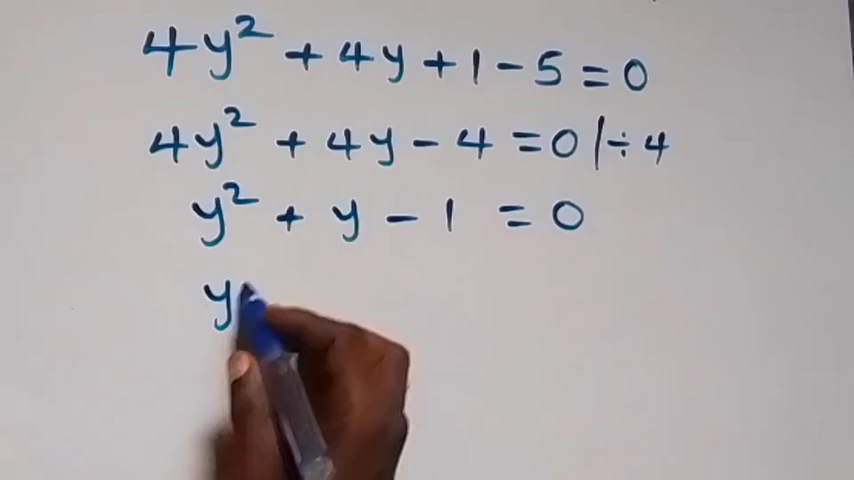 4y² + 4y + 1 - 5 = 0
4y² + 4y - 4 = 0 | ÷ 4
y² + y - 1 = 0
y